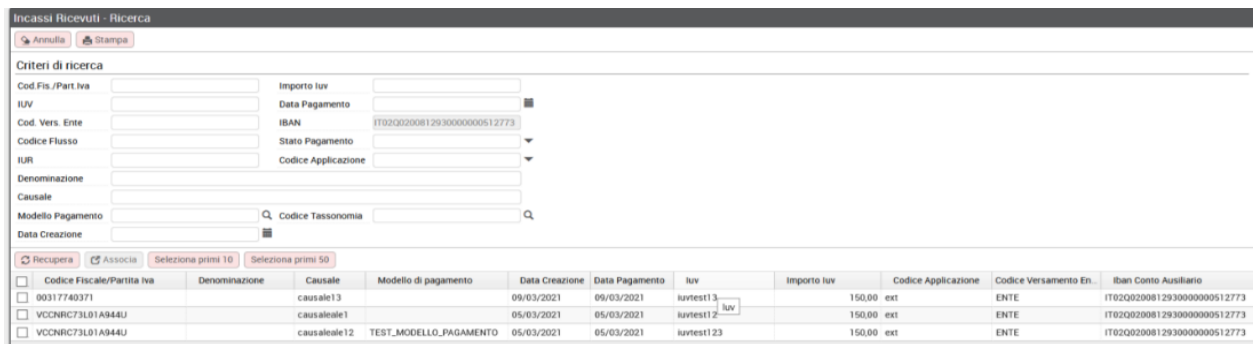 Incassi Ricevuti - Ricerca
Annulla Stampa
Criteri di ricerca
Cod.Fis./Part.Iva Importo Iuv
IUV Data Pagamento
Cod. Vers. Ente IBAN IT02Q0200812930000000512773
Codice Flusso Stato Pagamento
IUR Codice Applicazione
Denominazione
Causale
Modello Pagamento Codice Tassonomia
Data Creazione
Recupera Associa Seleziona primi 10 Seleziona primi 50
Codice Fiscale/Partita Iva Denominazione Causale Modello di pagamento Data Creazione Data Pagamento Iuv Importo Iuv Codice Applicazione Codice Versamento En... Iban Conto Ausiliario
00317740371 causale13 09/03/2021 09/03/2021 iuvtest13 150,00 ext ENTE IT02Q0200812930000000512773
Iuv
VCCNRC73L01A944U causaleale1 05/03/2021 05/03/2021 iuvtest12 150,00 ext ENTE IT02Q0200812930000000512773
VCCNRC73L01A944U causaleale12 TEST_MODELLO_PAGAMENTO 05/03/2021 05/03/2021 iuvtest123 150,00 ext ENTE IT02Q0200812930000000512773